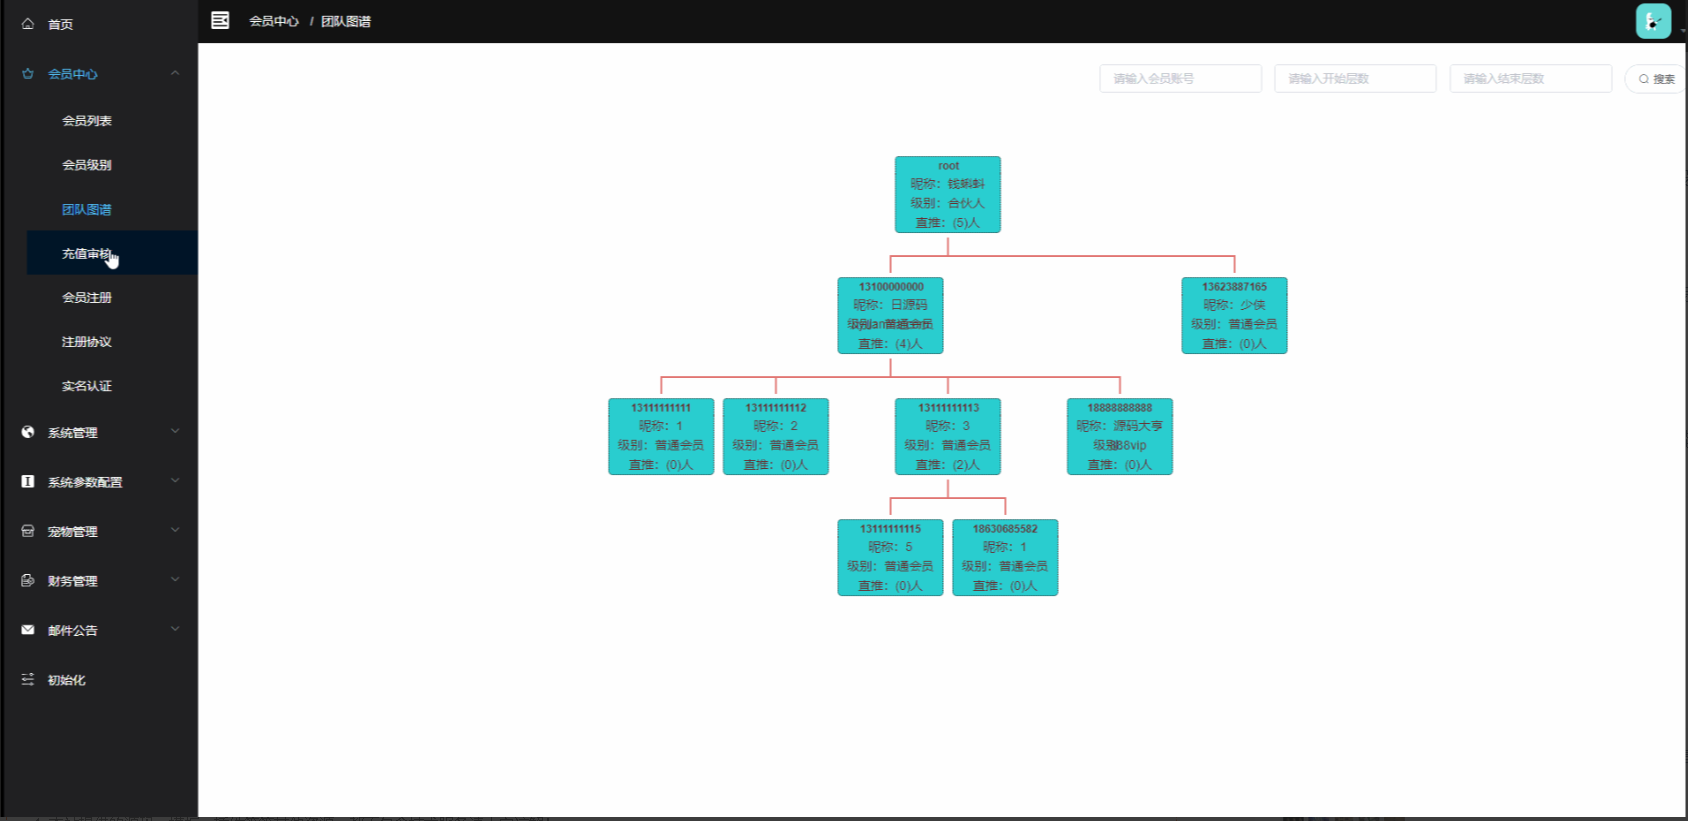 首页
会员中心
会员列表
会员级别
团队图谱
充值审核
会员注册
注册协议
实名认证
系统管理
系统参数配置
宠物管理
财务管理
邮件公告
初始化
会员中心 / 团队图谱
请输入会员账号
请输入开始层数
请输入结束层数
搜索
root
昵称：钱蝌蚪
级别：合伙人
直推：(5)人
13100000000
昵称：日源码
级别：普通会员
直推：(4)人
13623887165
昵称：少侠
级别：普通会员
直推：(0)人
13111111111
昵称：1
级别：普通会员
直推：(0)人
13111111112
昵称：2
级别：普通会员
直推：(0)人
13111111113
昵称：3
级别：普通会员
直推：(2)人
18888888888
昵称：源码大亨
直推：(0)人
13111111115
昵称：5
级别：普通会员
直推：(0)人
18630685582
昵称：1
级别：普通会员
直推：(0)人